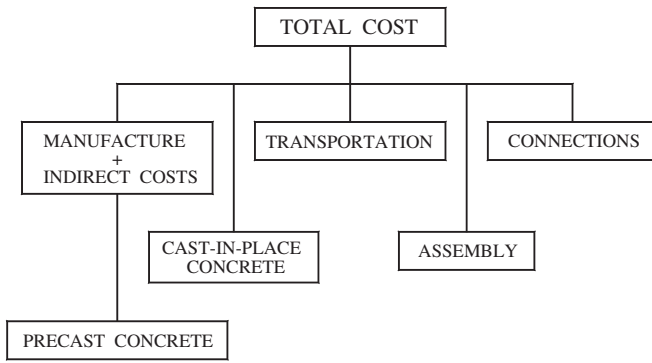 TOTAL COST
MANUFACTURE
+
INDIRECT COSTS
TRANSPORTATION
CONNECTIONS
CAST-IN-PLACE
CONCRETE
ASSEMBLY
PRECAST CONCRETE